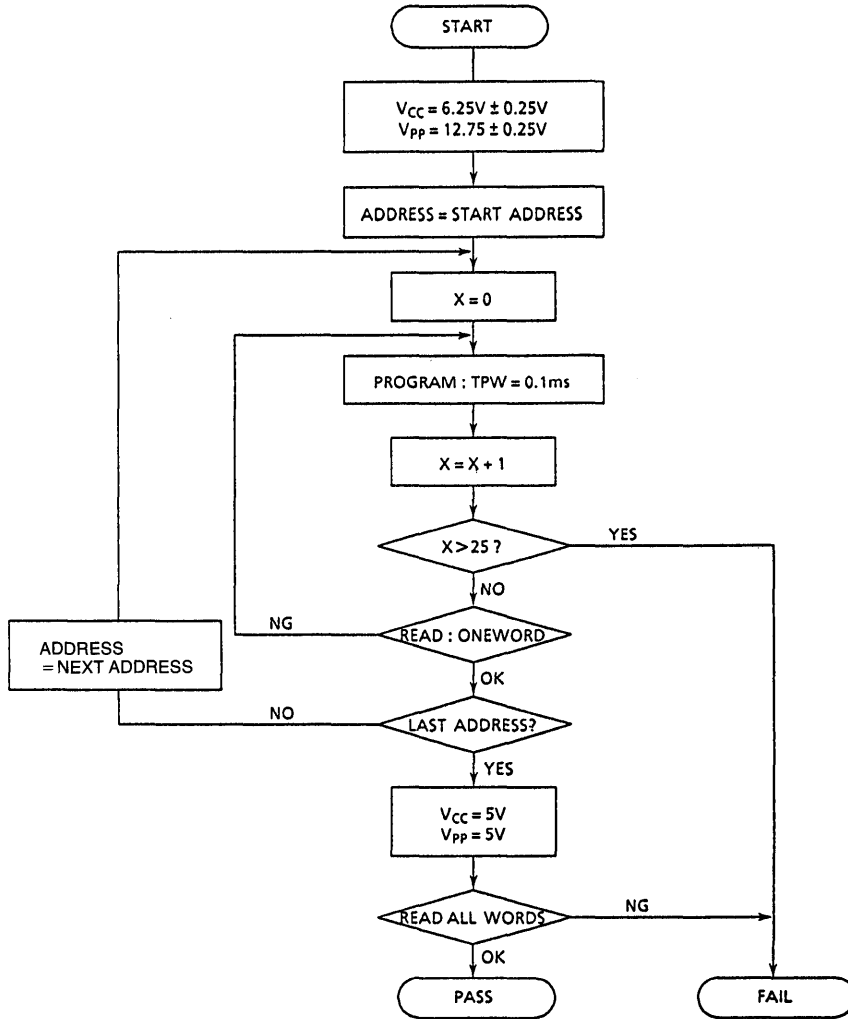 START
VCC = 6.25V ± 0.25V
VPP = 12.75 ± 0.25V
ADDRESS = START ADDRESS
X = 0
PROGRAM : TPW = 0.1ms
X = X + 1
X > 25 ?
YES
NO
READ : ONEWORD
NG
OK
ADDRESS
= NEXT ADDRESS
LAST ADDRESS?
NO
YES
VCC = 5V
VPP = 5V
READ ALL WORDS
NG
OK
PASS
FAIL